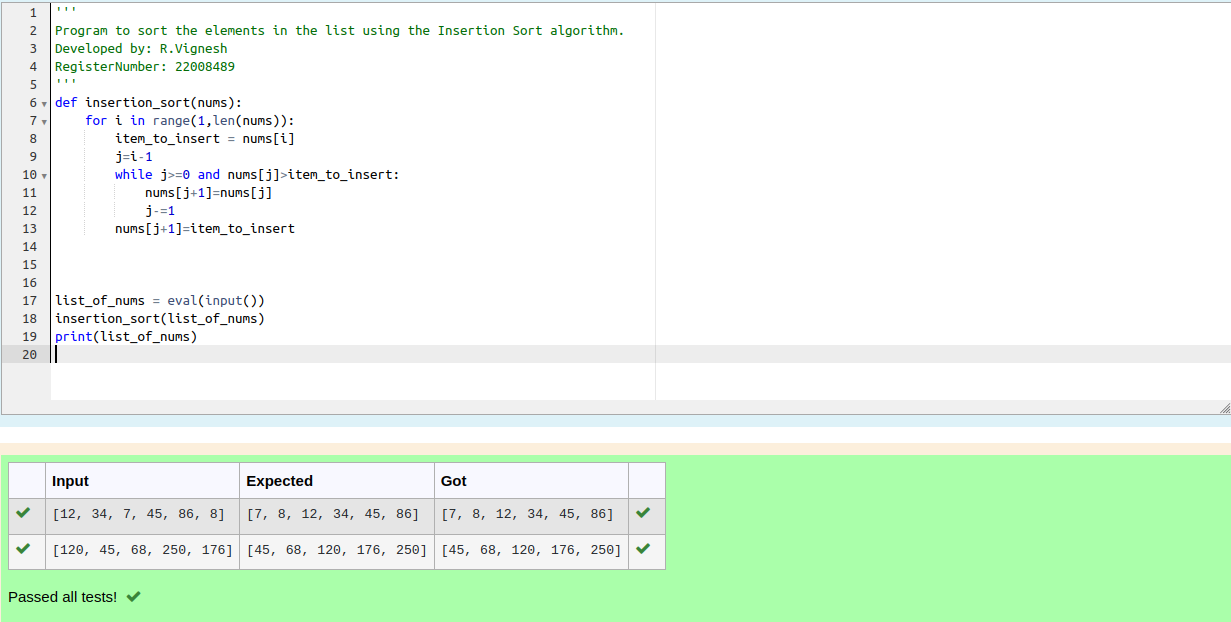 1 '''
2 Program to sort the elements in the list using the Insertion Sort algorithm.
3 Developed by: R.Vignesh
4 RegisterNumber: 22008489
5 '''
6 def insertion_sort(nums):
7     for i in range(1,len(nums)):
8         item_to_insert = nums[i]
9         j=i-1
10         while j>=0 and nums[j]>item_to_insert:
11             nums[j+1]=nums[j]
12             j-=1
13         nums[j+1]=item_to_insert
14
15
16
17 list_of_nums = eval(input())
18 insertion_sort(list_of_nums)
19 print(list_of_nums)
20
Input Expected Got
[12, 34, 7, 45, 86, 8] [7, 8, 12, 34, 45, 86] [7, 8, 12, 34, 45, 86]
[120, 45, 68, 250, 176] [45, 68, 120, 176, 250] [45, 68, 120, 176, 250]
Passed all tests!